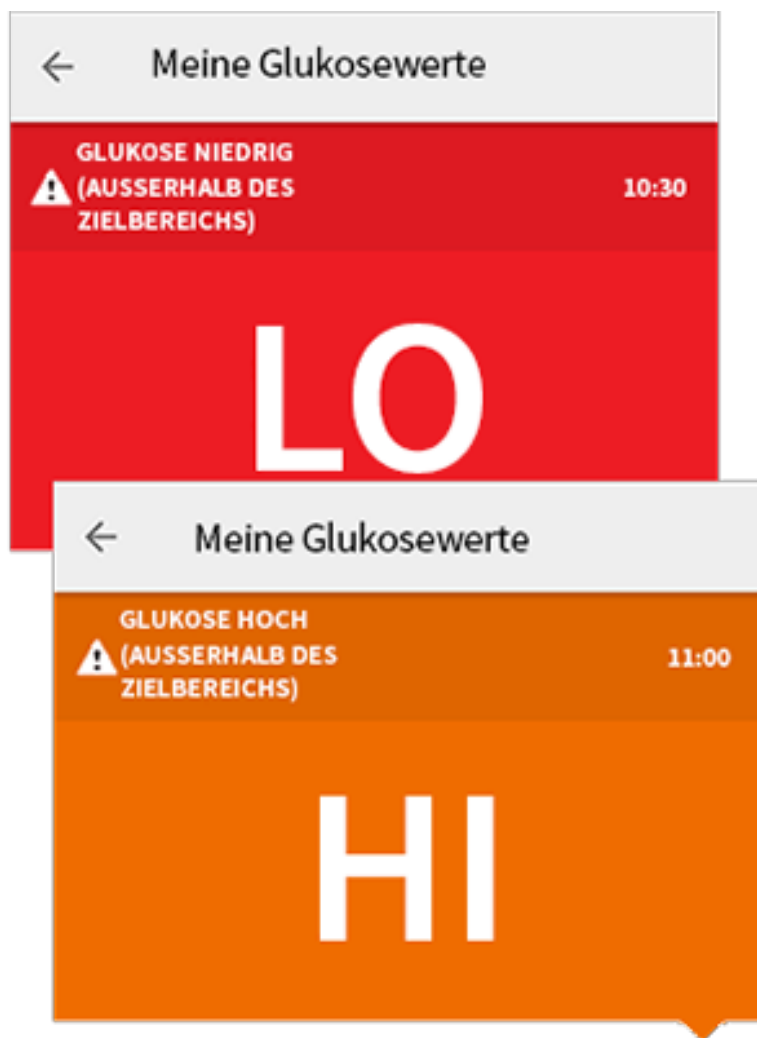 Meine Glukosewerte
GLUKOSE NIEDRIG
(AUSSERHALB DES
ZIELBEREICHS)
10:30
LO
Meine Glukosewerte
GLUKOSE HOCH
(AUSSERHALB DES
ZIELBEREICHS)
11:00
HI